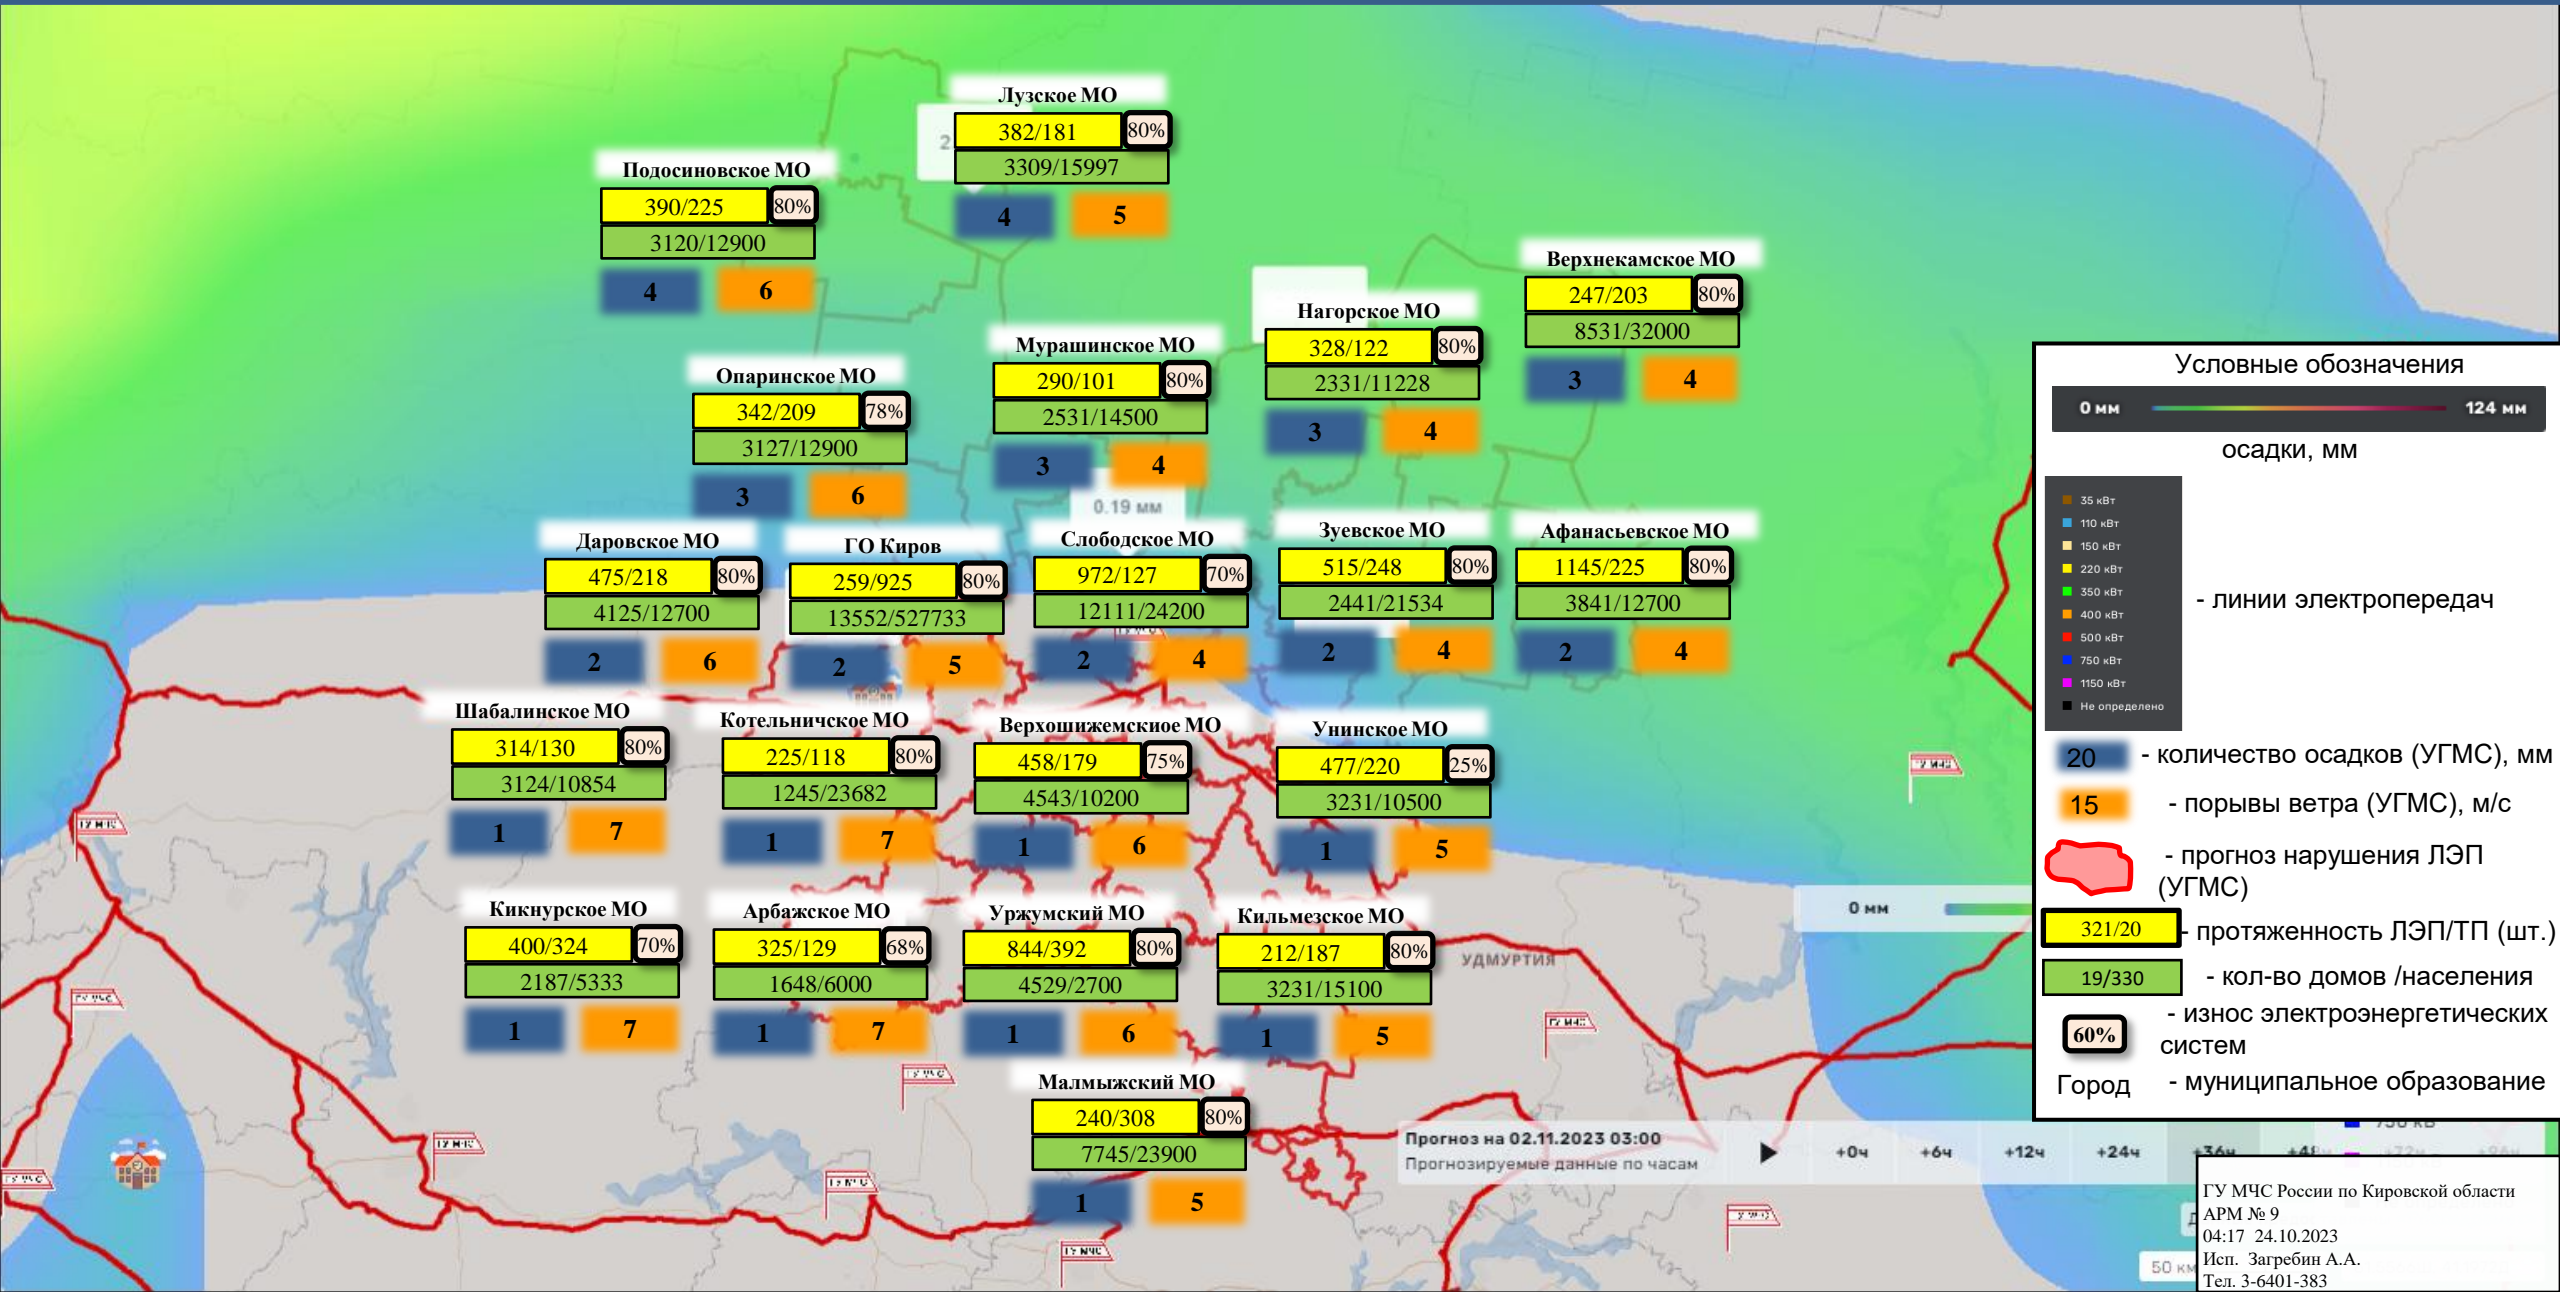 Лузское МО
382/181
80%
3309/15997
4
5
Подосиновское МО
390/225
80%
3120/12900
4
6
Верхнекамское МО
247/203
80%
8531/32000
3
4
Нагорское МО
328/122
80%
2331/11228
3
4
Мурашинское МО
290/101
80%
2531/14500
3
4
0.19 мм
Опаринское МО
342/209
78%
3127/12900
3
6
Даровское МО
475/218
80%
4125/12700
2
6
ГО Киров
259/925
80%
13552/527733
2
5
Слободское МО
972/127
70%
12111/24200
2
4
Зуевское МО
515/248
80%
2441/21534
2
4
Афанасьевское МО
1145/225
80%
3841/12700
2
4
Шабалинское МО
314/130
80%
3124/10854
1
7
Котельничское МО
225/118
80%
1245/23682
1
7
Верхошижемскиое МО
458/179
75%
4543/10200
1
6
Унинское МО
477/220
25%
3231/10500
1
5
Кикнурское МО
400/324
70%
2187/5333
1
7
Арбажское МО
325/129
68%
1648/6000
1
7
Уржумский МО
844/392
80%
4529/2700
1
6
Кильмезское МО
212/187
80%
3231/15100
1
5
Малмыжский МО
240/308
80%
7745/23900
1
5
УДМУРТИЯ
0 мм
Условные обозначения
0 мм 124 мм
осадки, мм
35 кВт
110 кВт
150 кВт
220 кВт
350 кВт
400 кВт
500 кВт
750 кВт
1150 кВт
Не определено
- линии электропередач
20 - количество осадков (УГМС), мм
15 - порывы ветра (УГМС), м/с
- прогноз нарушения ЛЭП
(УГМС)
321/20 - протяженность ЛЭП/ТП (шт.)
19/330 - кол-во домов /населения
60% - износ электроэнергетических
систем
Город - муниципальное образование
Прогноз на 02.11.2023 03:00
Прогнозируемые данные по часам
+0ч +6ч +12ч +24ч +36ч
50 км
ГУ МЧС России по Кировской области
АРМ № 9
04:17 24.10.2023
Исп. Загребин А.А.
Тел. 3-6401-383